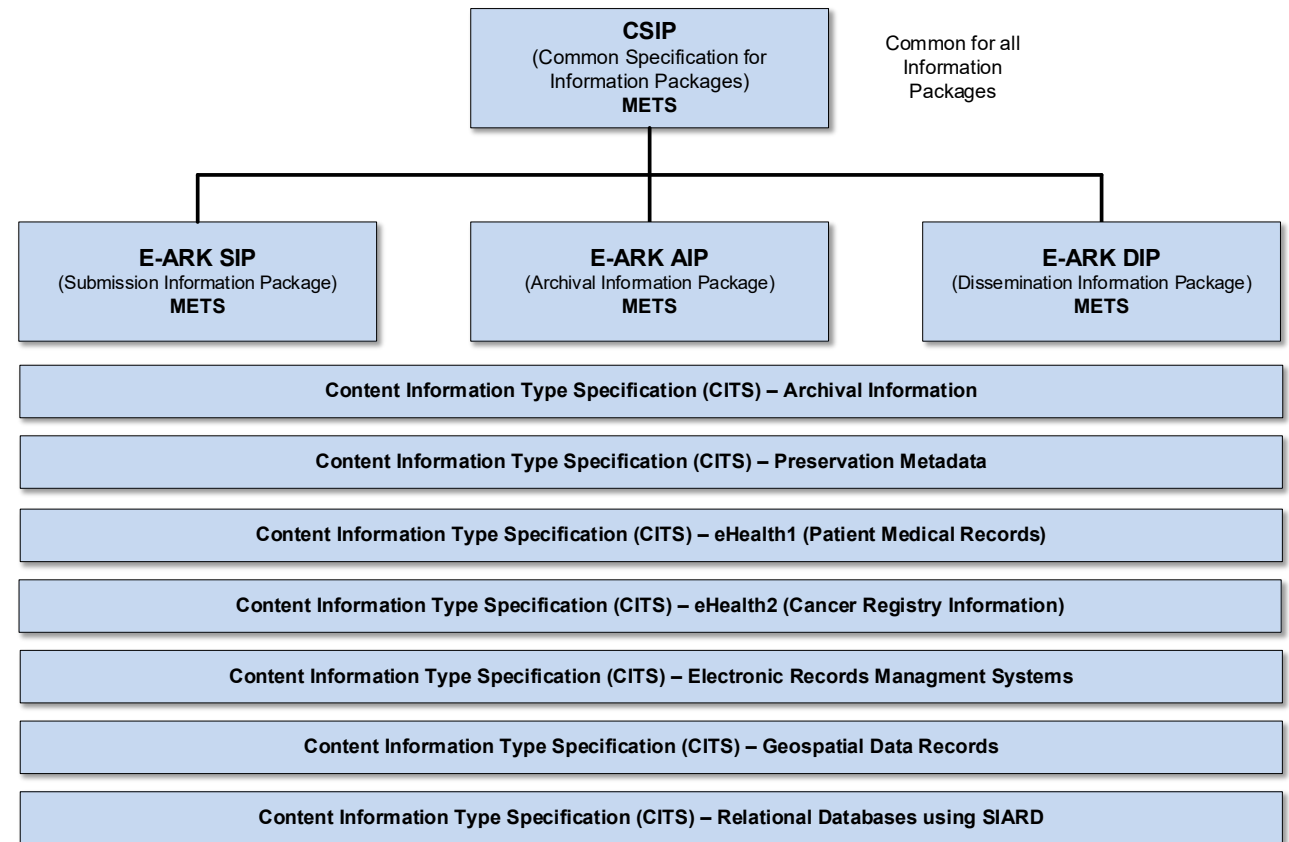 CSIP
(Common Specification for
Information Packages)
METS
Common for all
Information
Packages
E-ARK SIP
(Submission Information Package)
METS
E-ARK AIP
(Archival Information Package)
METS
E-ARK DIP
(Dissemination Information Package)
METS
Content Information Type Specification (CITS) – Archival Information
Content Information Type Specification (CITS) – Preservation Metadata
Content Information Type Specification (CITS) – eHealth1 (Patient Medical Records)
Content Information Type Specification (CITS) – eHealth2 (Cancer Registry Information)
Content Information Type Specification (CITS) – Electronic Records Managment Systems
Content Information Type Specification (CITS) – Geospatial Data Records
Content Information Type Specification (CITS) – Relational Databases using SIARD